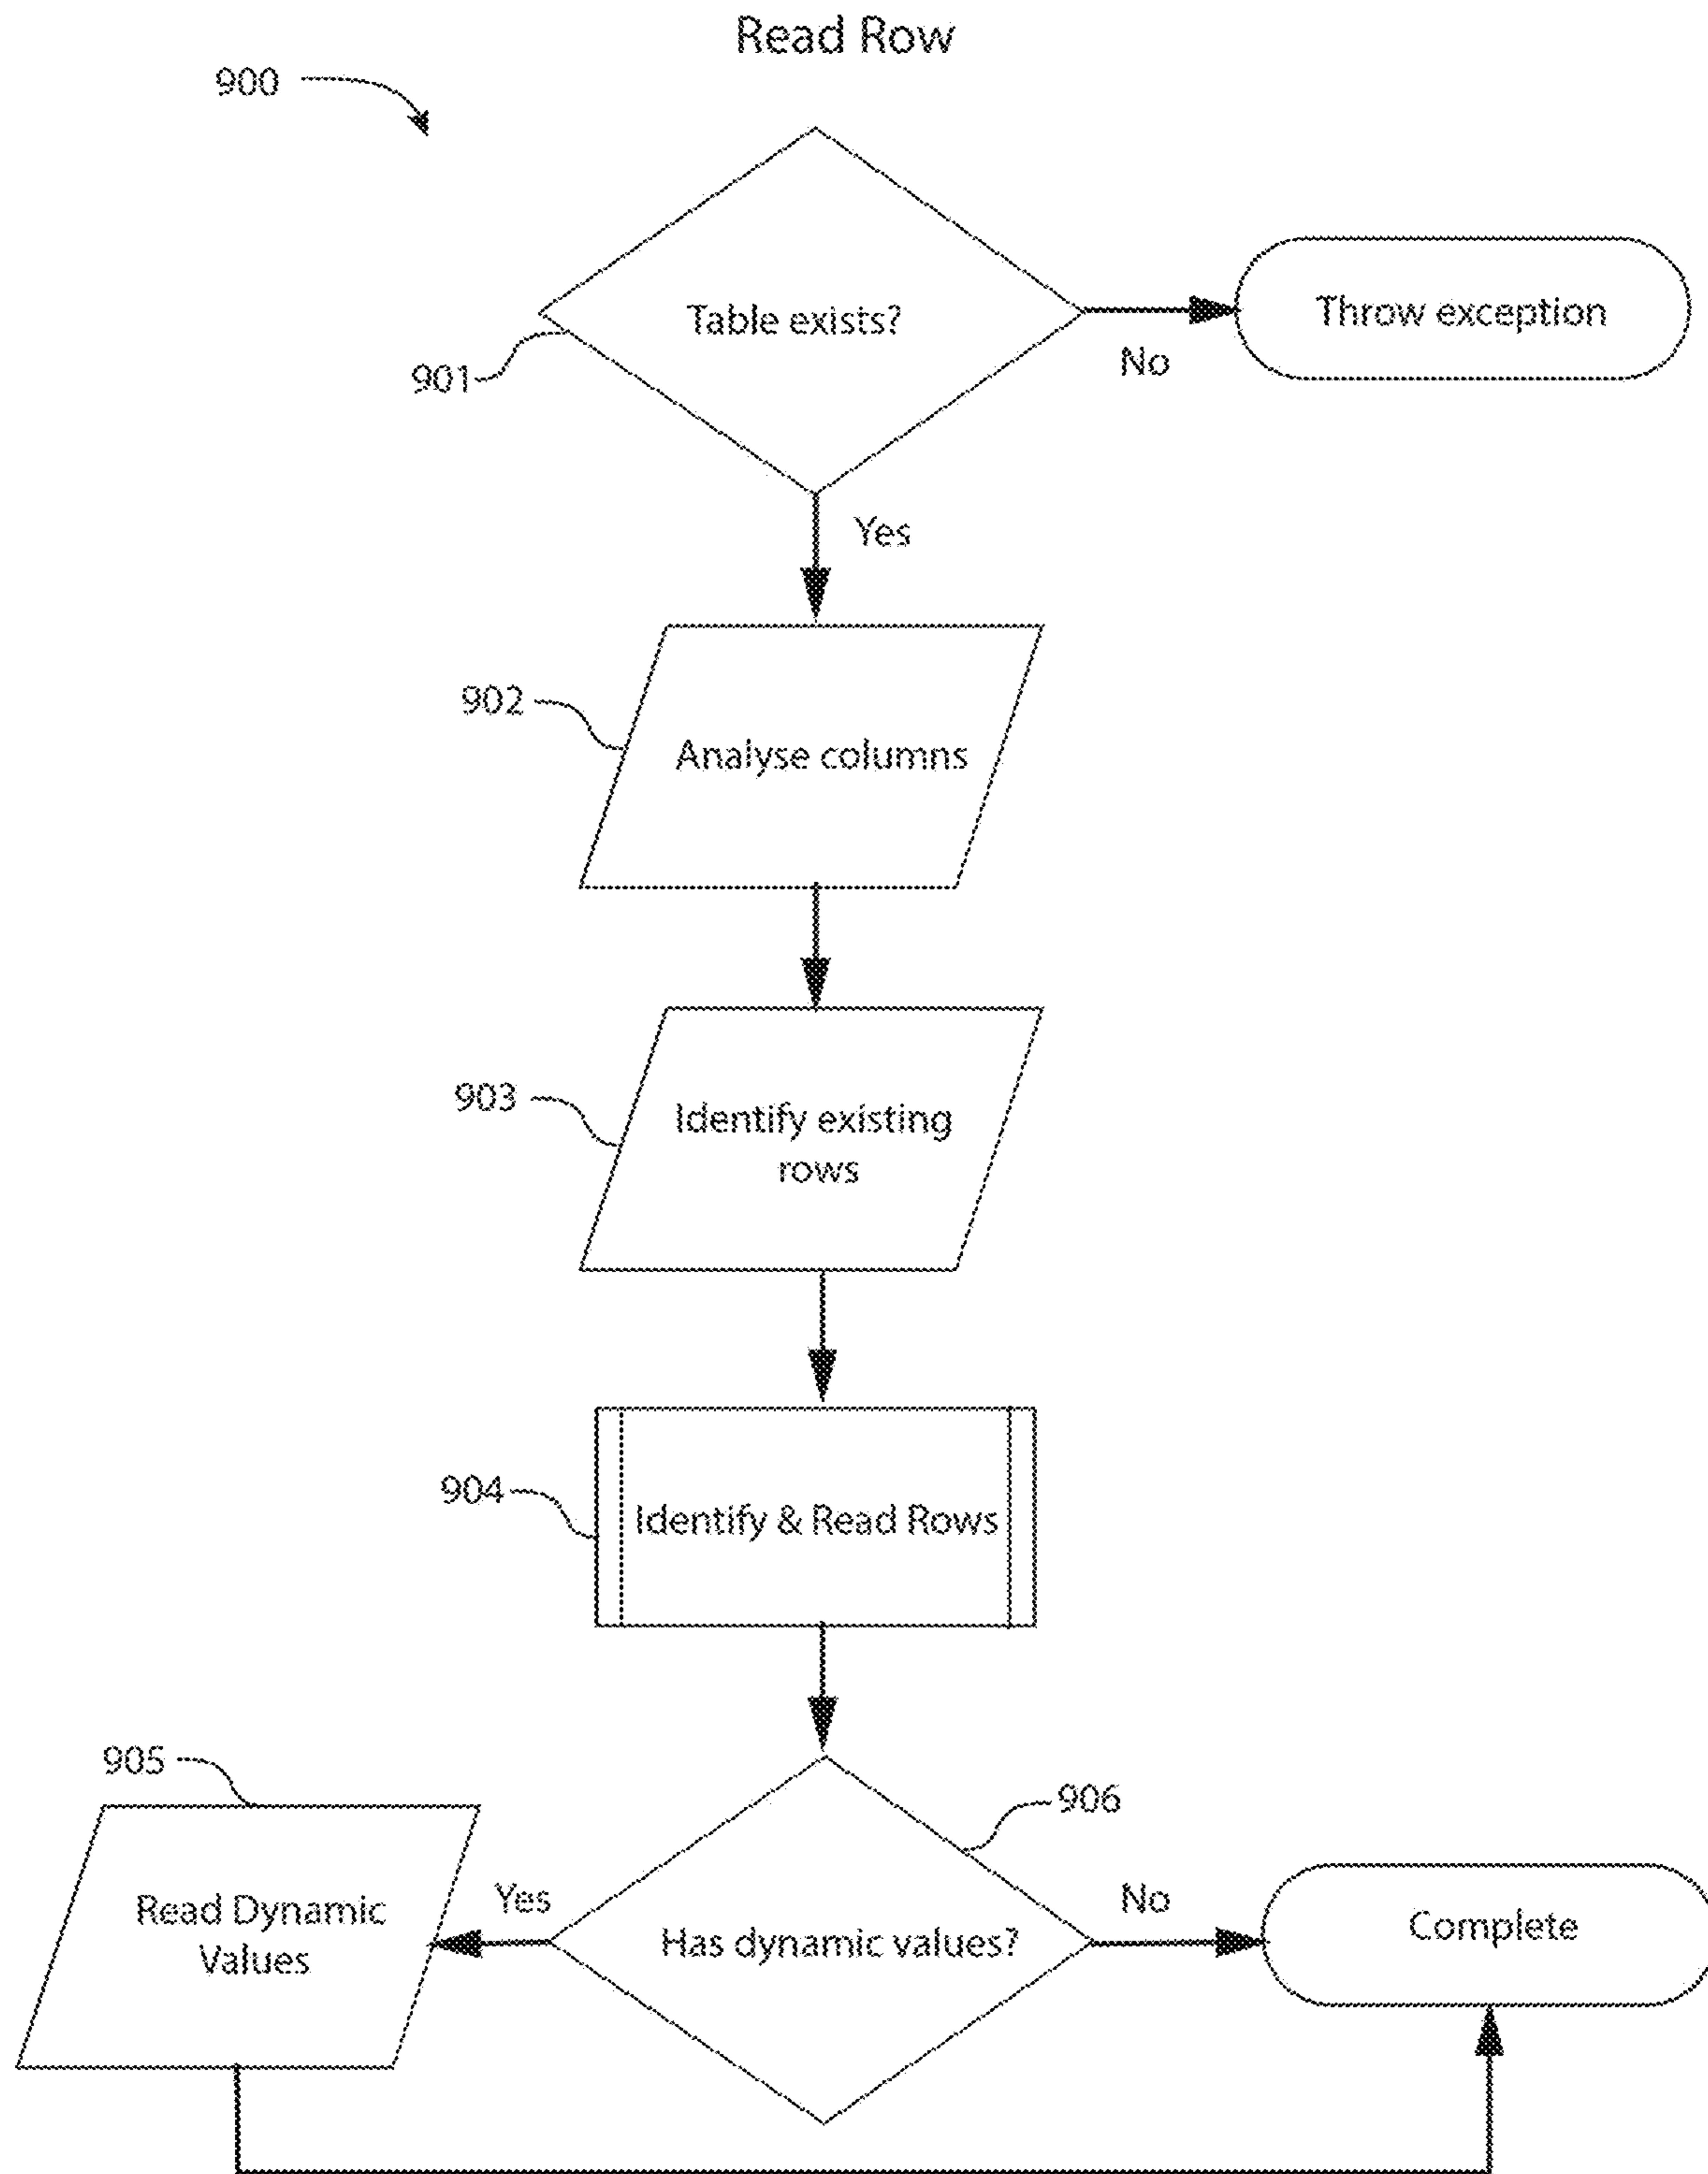 Read Row
900
Table exists?
Throw exception
901
No
Yes
902
Analyse columns
903
Identify existing
rows
904
Identify & Read Rows
905
906
Read Dynamic
Values
Yes
Has dynamic values?
No
Complete